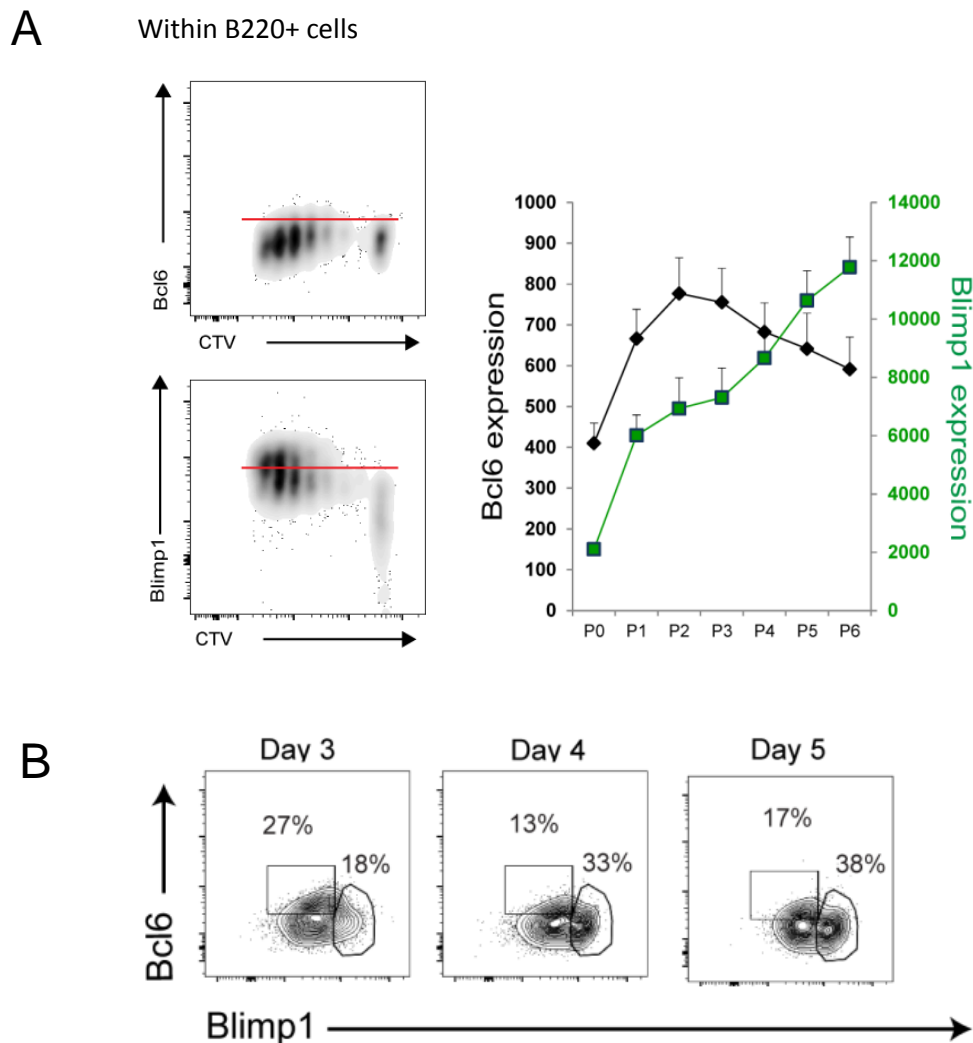 A
Within B220+ cells
Bcl6
CTV
Blimp1
CTV
Bcl6 expression
1000
900
800
700
600
500
400
300
200
100
0
P0 P1 P2 P3 P4 P5 P6
14000
12000
10000
8000
6000
4000
2000
0
Blimp1 expression
B
Day 3 Day 4 Day 5
27% 18% 13% 33% 17% 38%
Bcl6
Blimp1